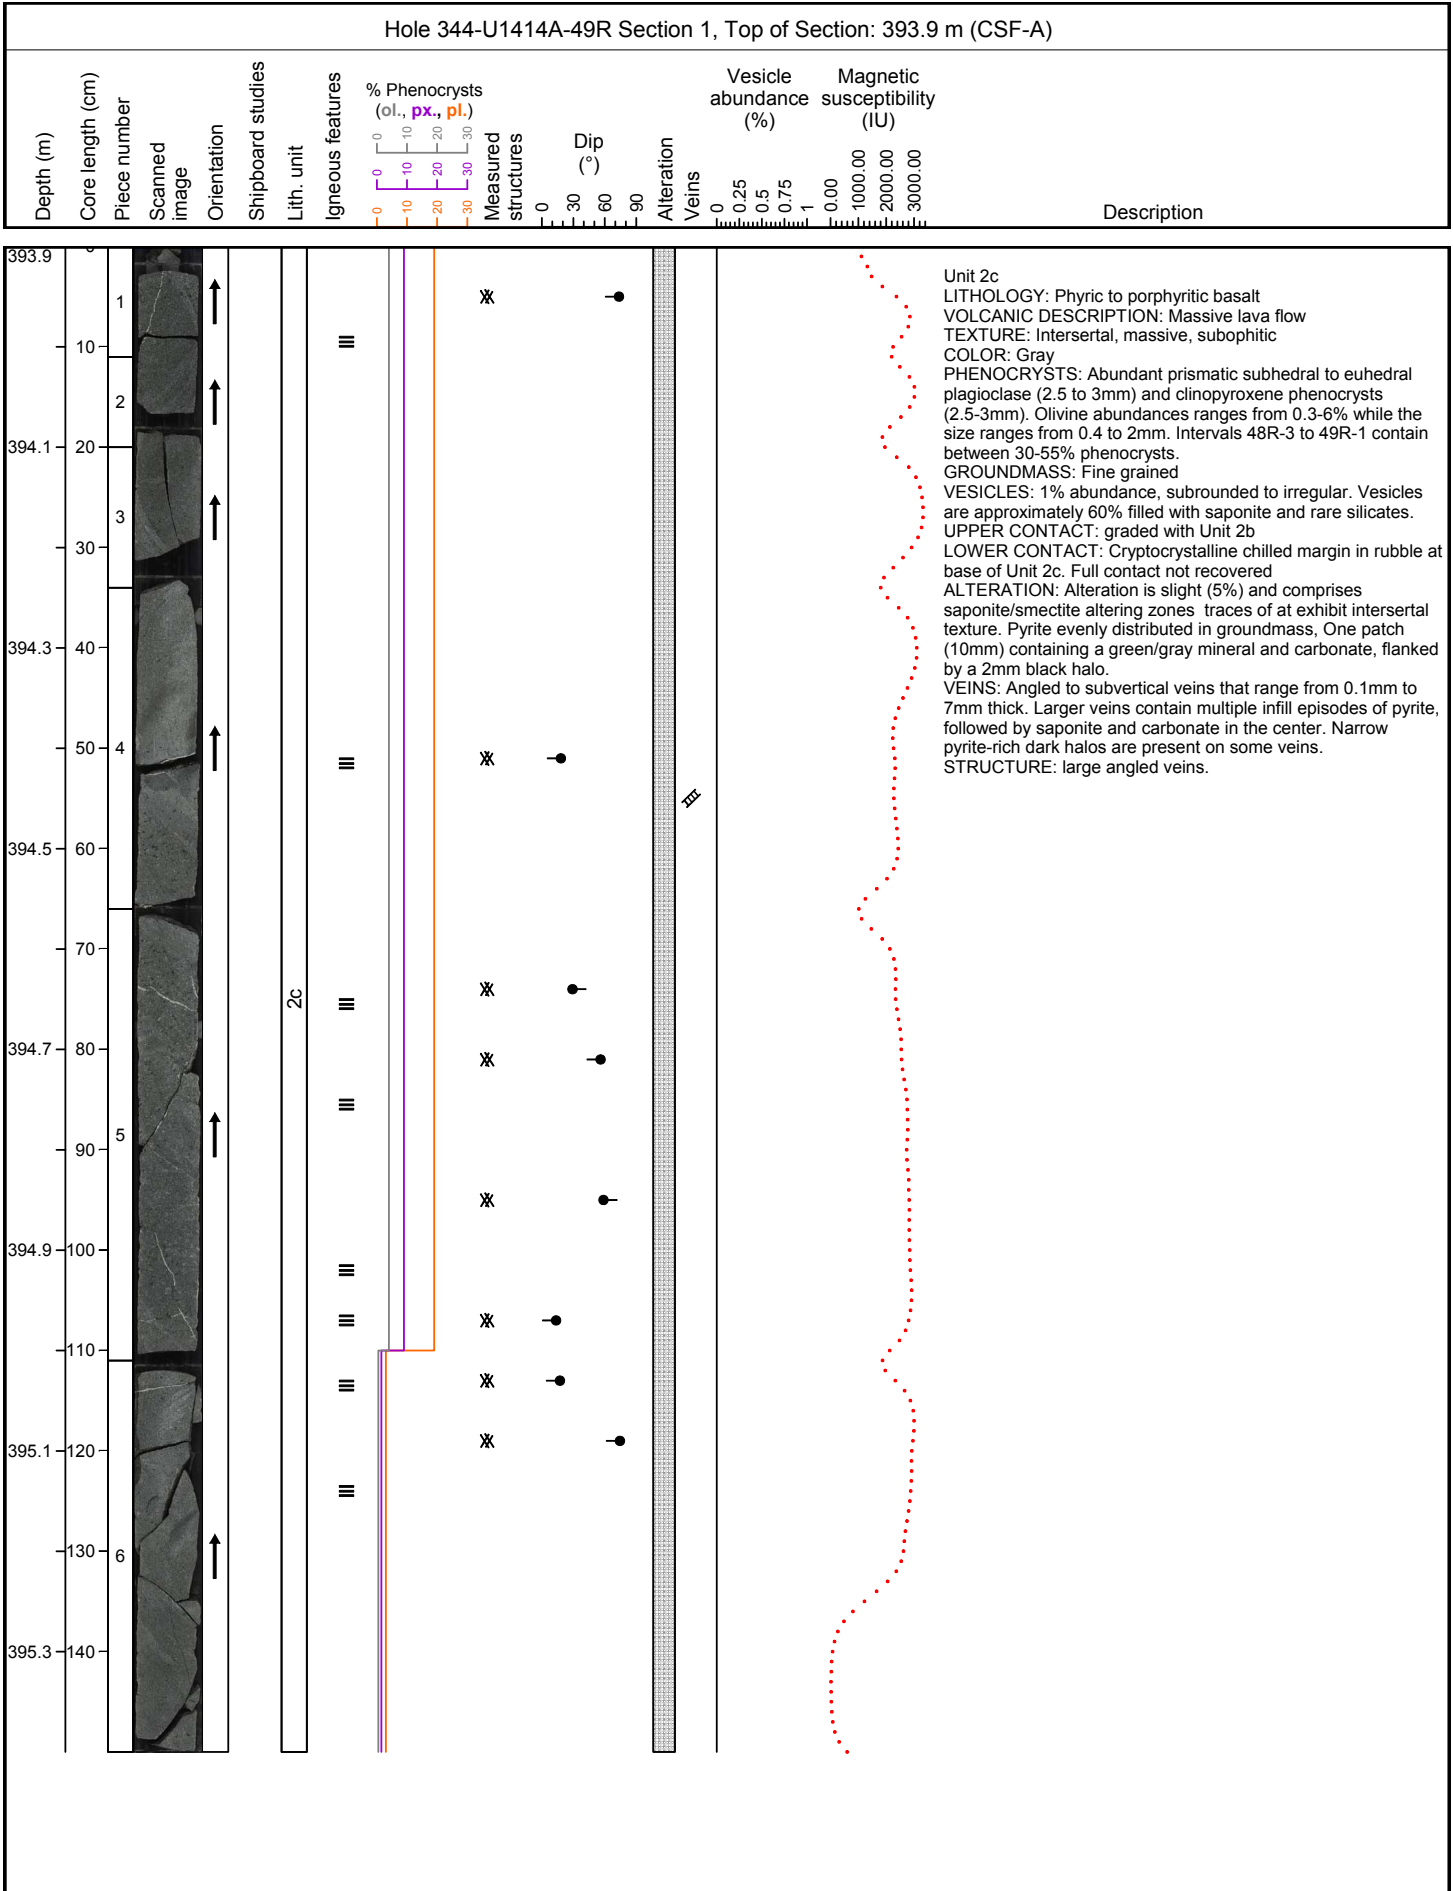 Hole 344-U1414A-49R Section 1, Top of Section: 393.9 m (CSF-A)
Depth (m)
Core length (cm)
Piece number
Scanned
image
Orientation
Shipboard studies
Lith. unit
Igneous features
% Phenocrysts
(ol., px., pl.)
0 10 20 30
0 10 20 30
0 10 20 30
Measured
structures
Dip
(°)
0 30 60 90
Alteration
Veins
Vesicle
abundance
(%)
0 0.25 0.5 0.75 1
Magnetic
susceptibility
(IU)
0.00 1000.00 2000.00 3000.00
Description
393.9
394.1
394.3
394.5
394.7
394.9
395.1
395.3
10
20
30
40
50
60
70
80
90
100
110
120
130
140
1
2
3
4
5
6
2c
Unit 2c
LITHOLOGY: Phyric to porphyritic basalt
VOLCANIC DESCRIPTION: Massive lava flow
TEXTURE: Intersertal, massive, subophitic
COLOR: Gray
PHENOCRYSTS: Abundant prismatic subhedral to euhedral
plagioclase (2.5 to 3mm) and clinopyroxene phenocrysts
(2.5-3mm). Olivine abundances ranges from 0.3-6% while the
size ranges from 0.4 to 2mm. Intervals 48R-3 to 49R-1 contain
between 30-55% phenocrysts.
GROUNDMASS: Fine grained
VESICLES: 1% abundance, subrounded to irregular. Vesicles
are approximately 60% filled with saponite and rare silicates.
UPPER CONTACT: graded with Unit 2b
LOWER CONTACT: Cryptocrystalline chilled margin in rubble at
base of Unit 2c. Full contact not recovered
ALTERATION: Alteration is slight (5%) and comprises
saponite/smectite altering zones traces of at exhibit intersertal
texture. Pyrite evenly distributed in groundmass, One patch
(10mm) containing a green/gray mineral and carbonate, flanked
by a 2mm black halo.
VEINS: Angled to subvertical veins that range from 0.1mm to
7mm thick. Larger veins contain multiple infill episodes of pyrite,
followed by saponite and carbonate in the center. Narrow
pyrite-rich dark halos are present on some veins.
STRUCTURE: large angled veins.